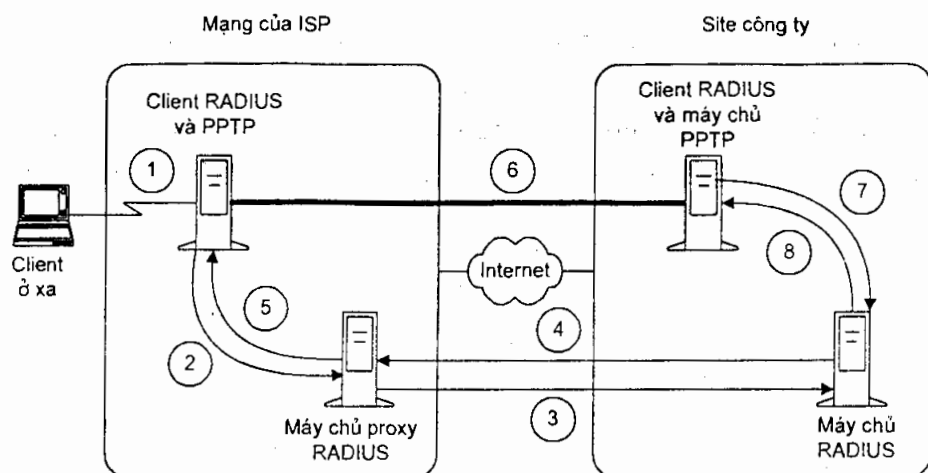 Mạng của ISP
Site công ty
Client RADIUS
và PPTP
Client RADIUS
và máy chủ
PPTP
1
6
7
Client
ở xa
8
Internet
5
4
2
3
Máy chủ proxy
RADIUS
Máy chủ
RADIUS